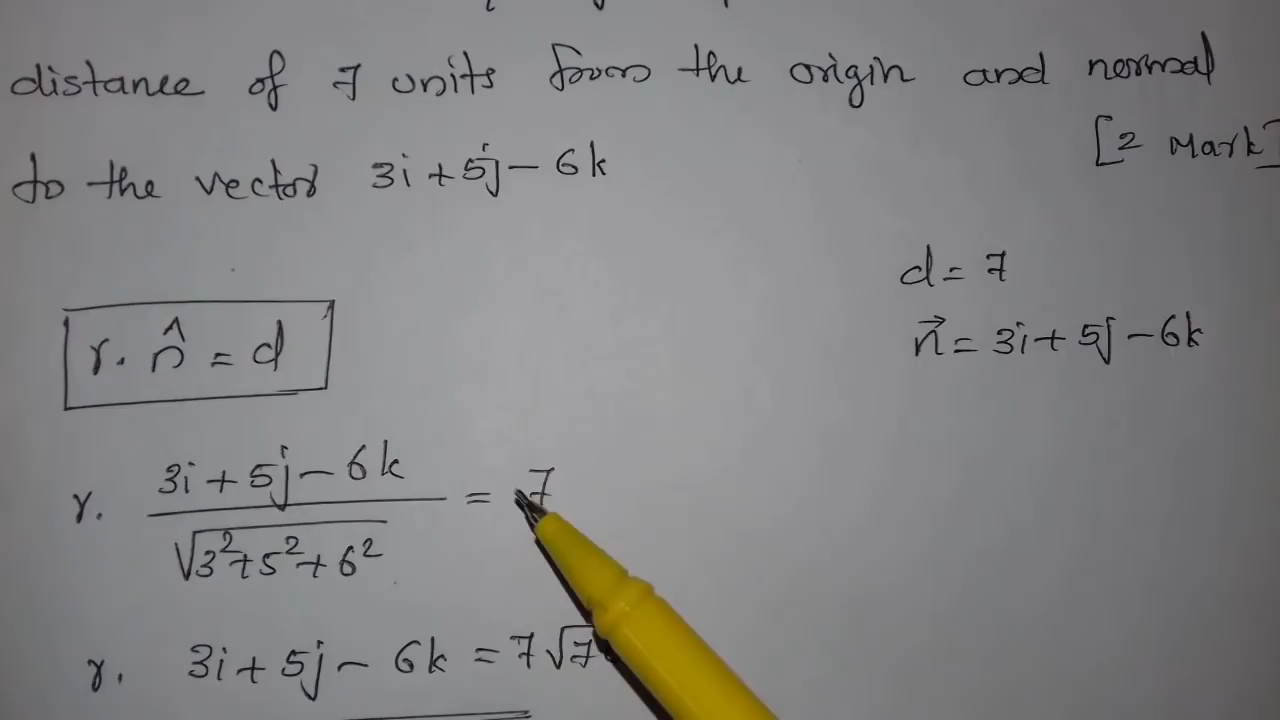 distance of 7 units from the origin and normal
to the vector 3i + 5j - 6k
[2 Mark]
d = 7
n⃗ = 3i + 5j - 6k
r. n̂ = d
r. (3i + 5j - 6k) / √(3² + 5² + 6²) = 7
r. 3i + 5j - 6k = 7√7